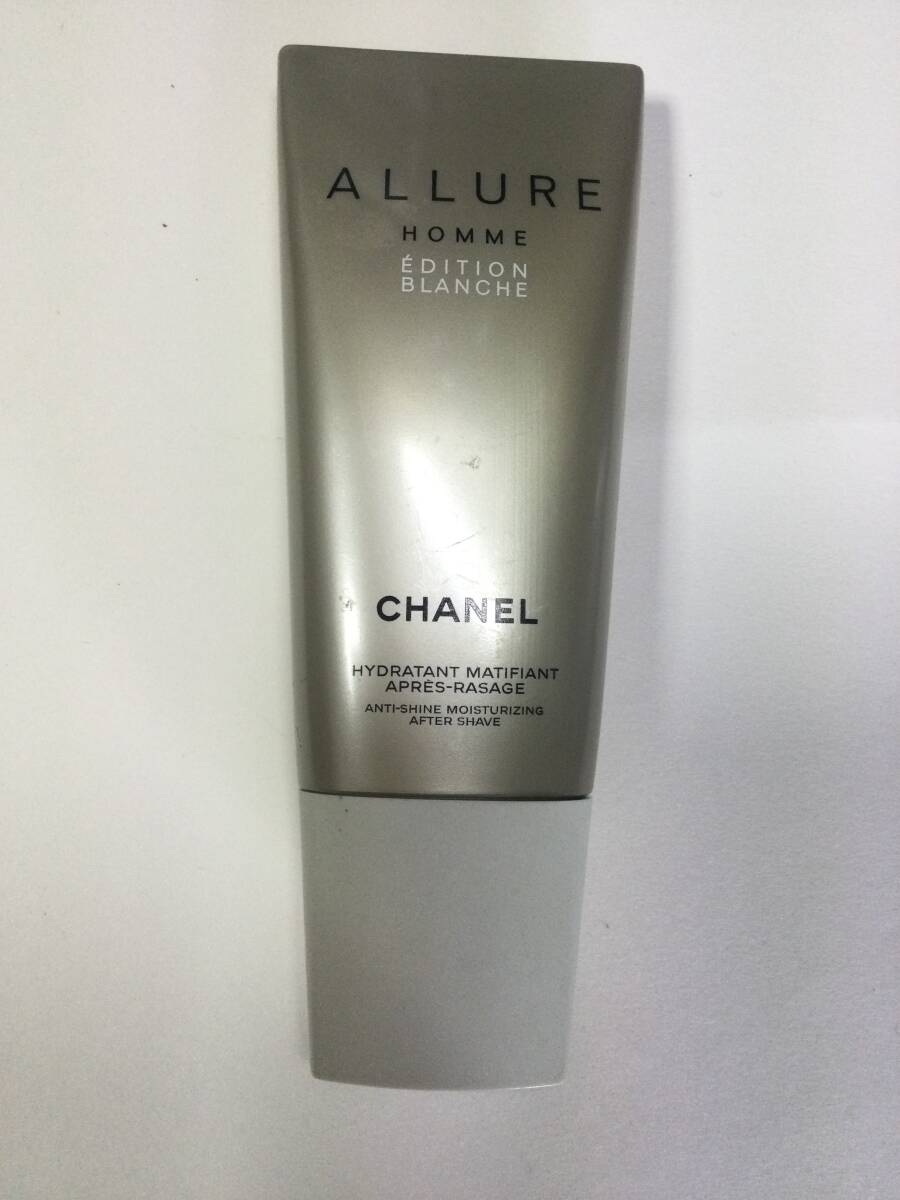 ALLURE
HOMME
ÉDITION
BLANCHE
CHANEL
HYDRATANT MATIFIANT
APRÈS-RASAGE
ANTI-SHINE MOISTURIZING
AFTER SHAVE